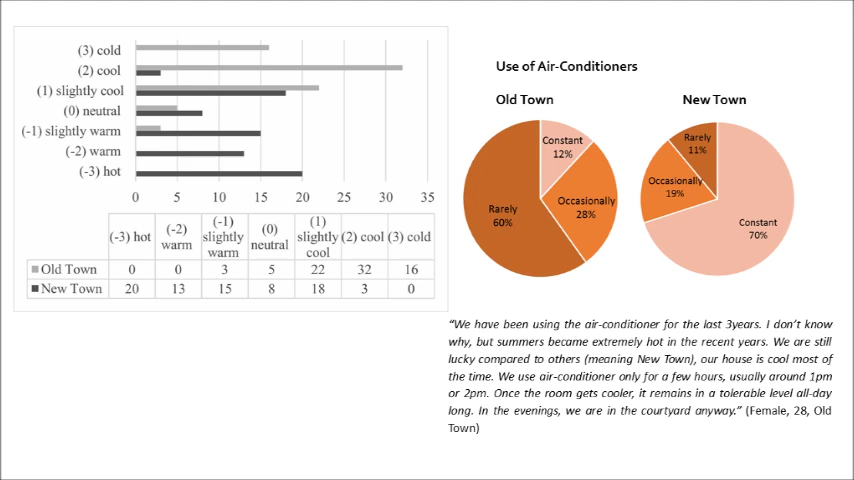 (3) cold
(2) cool
(1) slightly cool
(0) neutral
(-1) slightly warm
(-2) warm
(-3) hot
0 5 10 15 20 25 30 35
(-3) hot (-2) warm (-1) slightly warm (0) neutral (1) slightly cool (2) cool (3) cold
Old Town 0 0 3 5 22 32 16
New Town 20 13 15 8 18 3 0
Use of Air-Conditioners
Old Town
Constant
12%
Occasionally
28%
Rarely
60%
New Town
Rarely
11%
Occasionally
19%
Constant
70%
“We have been using the air-conditioner for the last 3years. I don’t know
why, but summers became extremely hot in the recent years. We are still
lucky compared to others (meaning New Town), our house is cool most of
the time. We use air-conditioner only for a few hours, usually around 1pm
or 2pm. Once the room gets cooler, it remains in a tolerable level all-day
long. In the evenings, we are in the courtyard anyway.” (Female, 28, Old
Town)